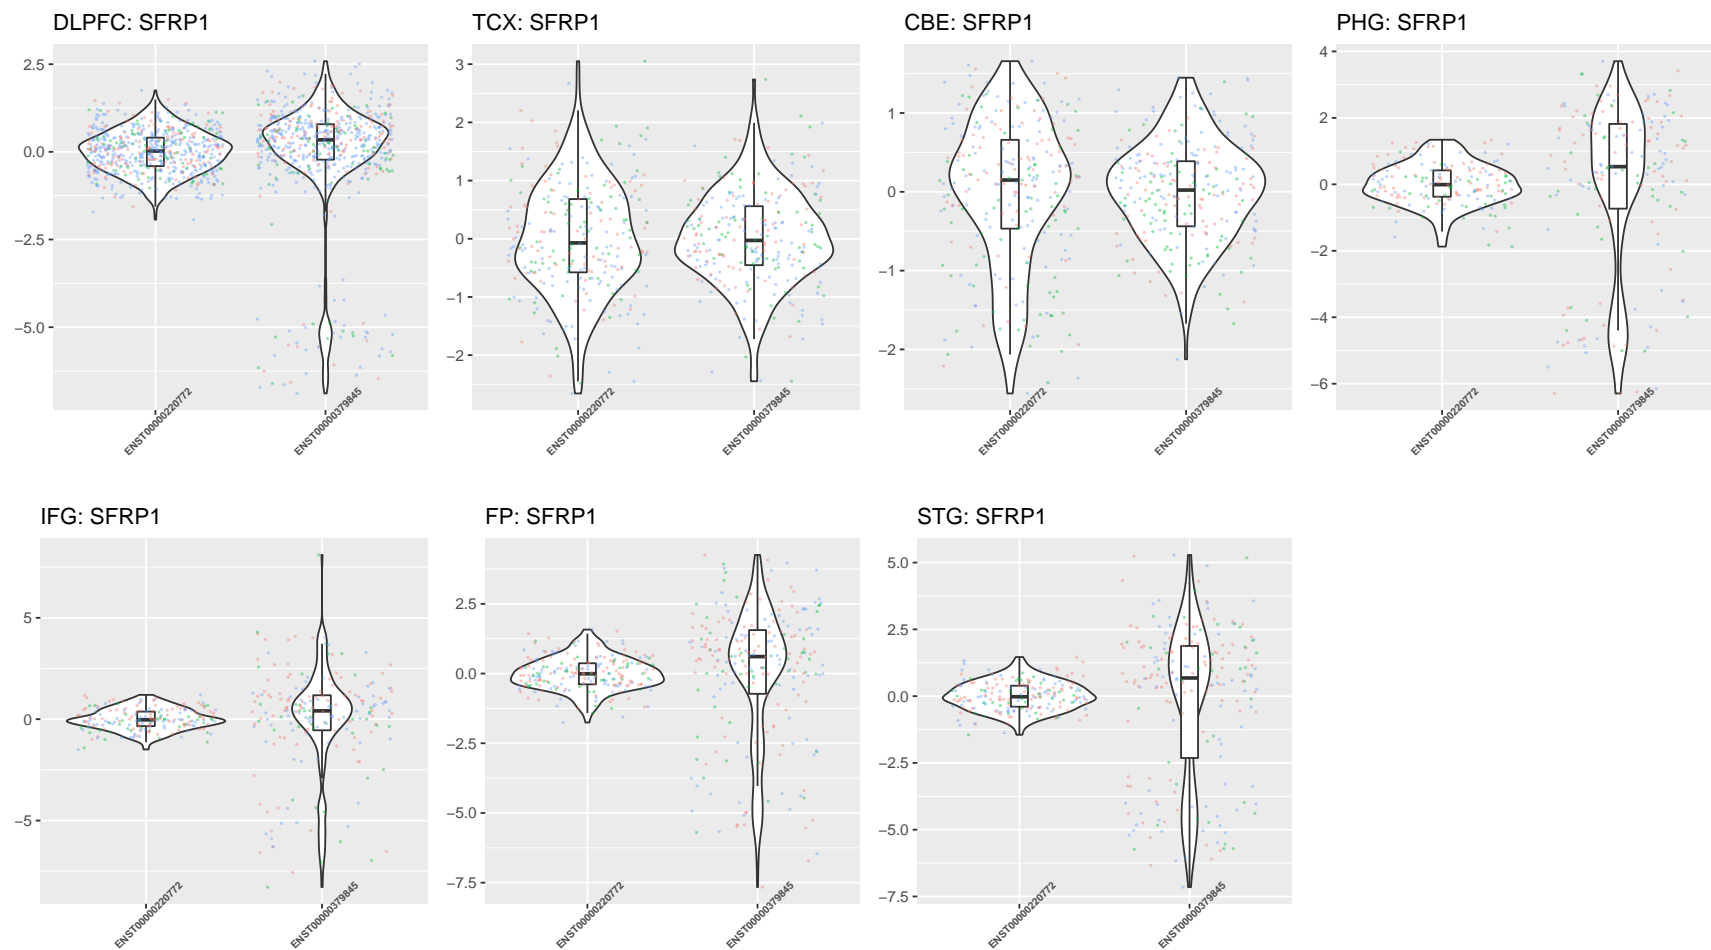 DLPFC: SFRP1
2.5
0.0
−2.5
−5.0
ENST00000220772
ENST00000379845
TCX: SFRP1
3
2
1
0
−1
−2
ENST00000220772
ENST00000379845
CBE: SFRP1
1
0
−1
−2
ENST00000220772
ENST00000379845
PHG: SFRP1
4
2
0
−2
−4
−6
ENST00000220772
ENST00000379845
IFG: SFRP1
5
0
−5
ENST00000220772
ENST00000379845
FP: SFRP1
2.5
0.0
−2.5
−5.0
−7.5
ENST00000220772
ENST00000379845
STG: SFRP1
5.0
2.5
0.0
−2.5
−5.0
−7.5
ENST00000220772
ENST00000379845